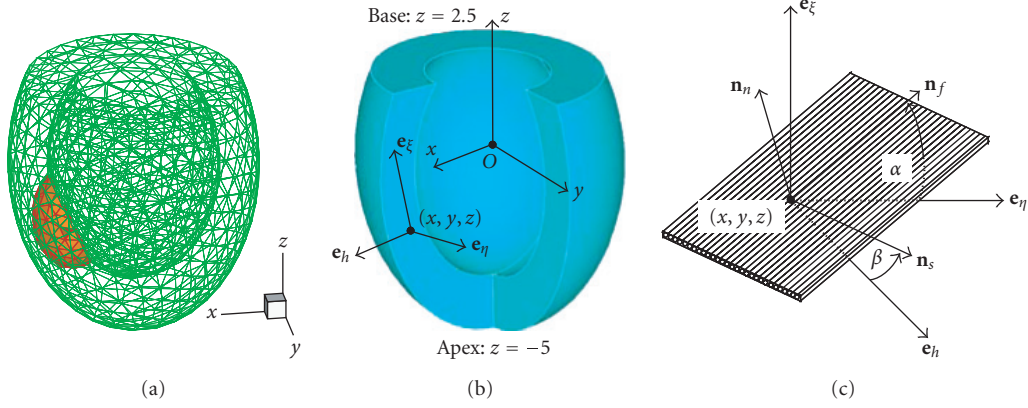 z
x
y
(a)
Base: z = 2.5
z
e_ξ
x
O
y
(x, y, z)
e_h
e_η
Apex: z = −5
(b)
e_ξ
n_n
n_f
α
(x, y, z)
e_η
n_s
β
e_h
(c)